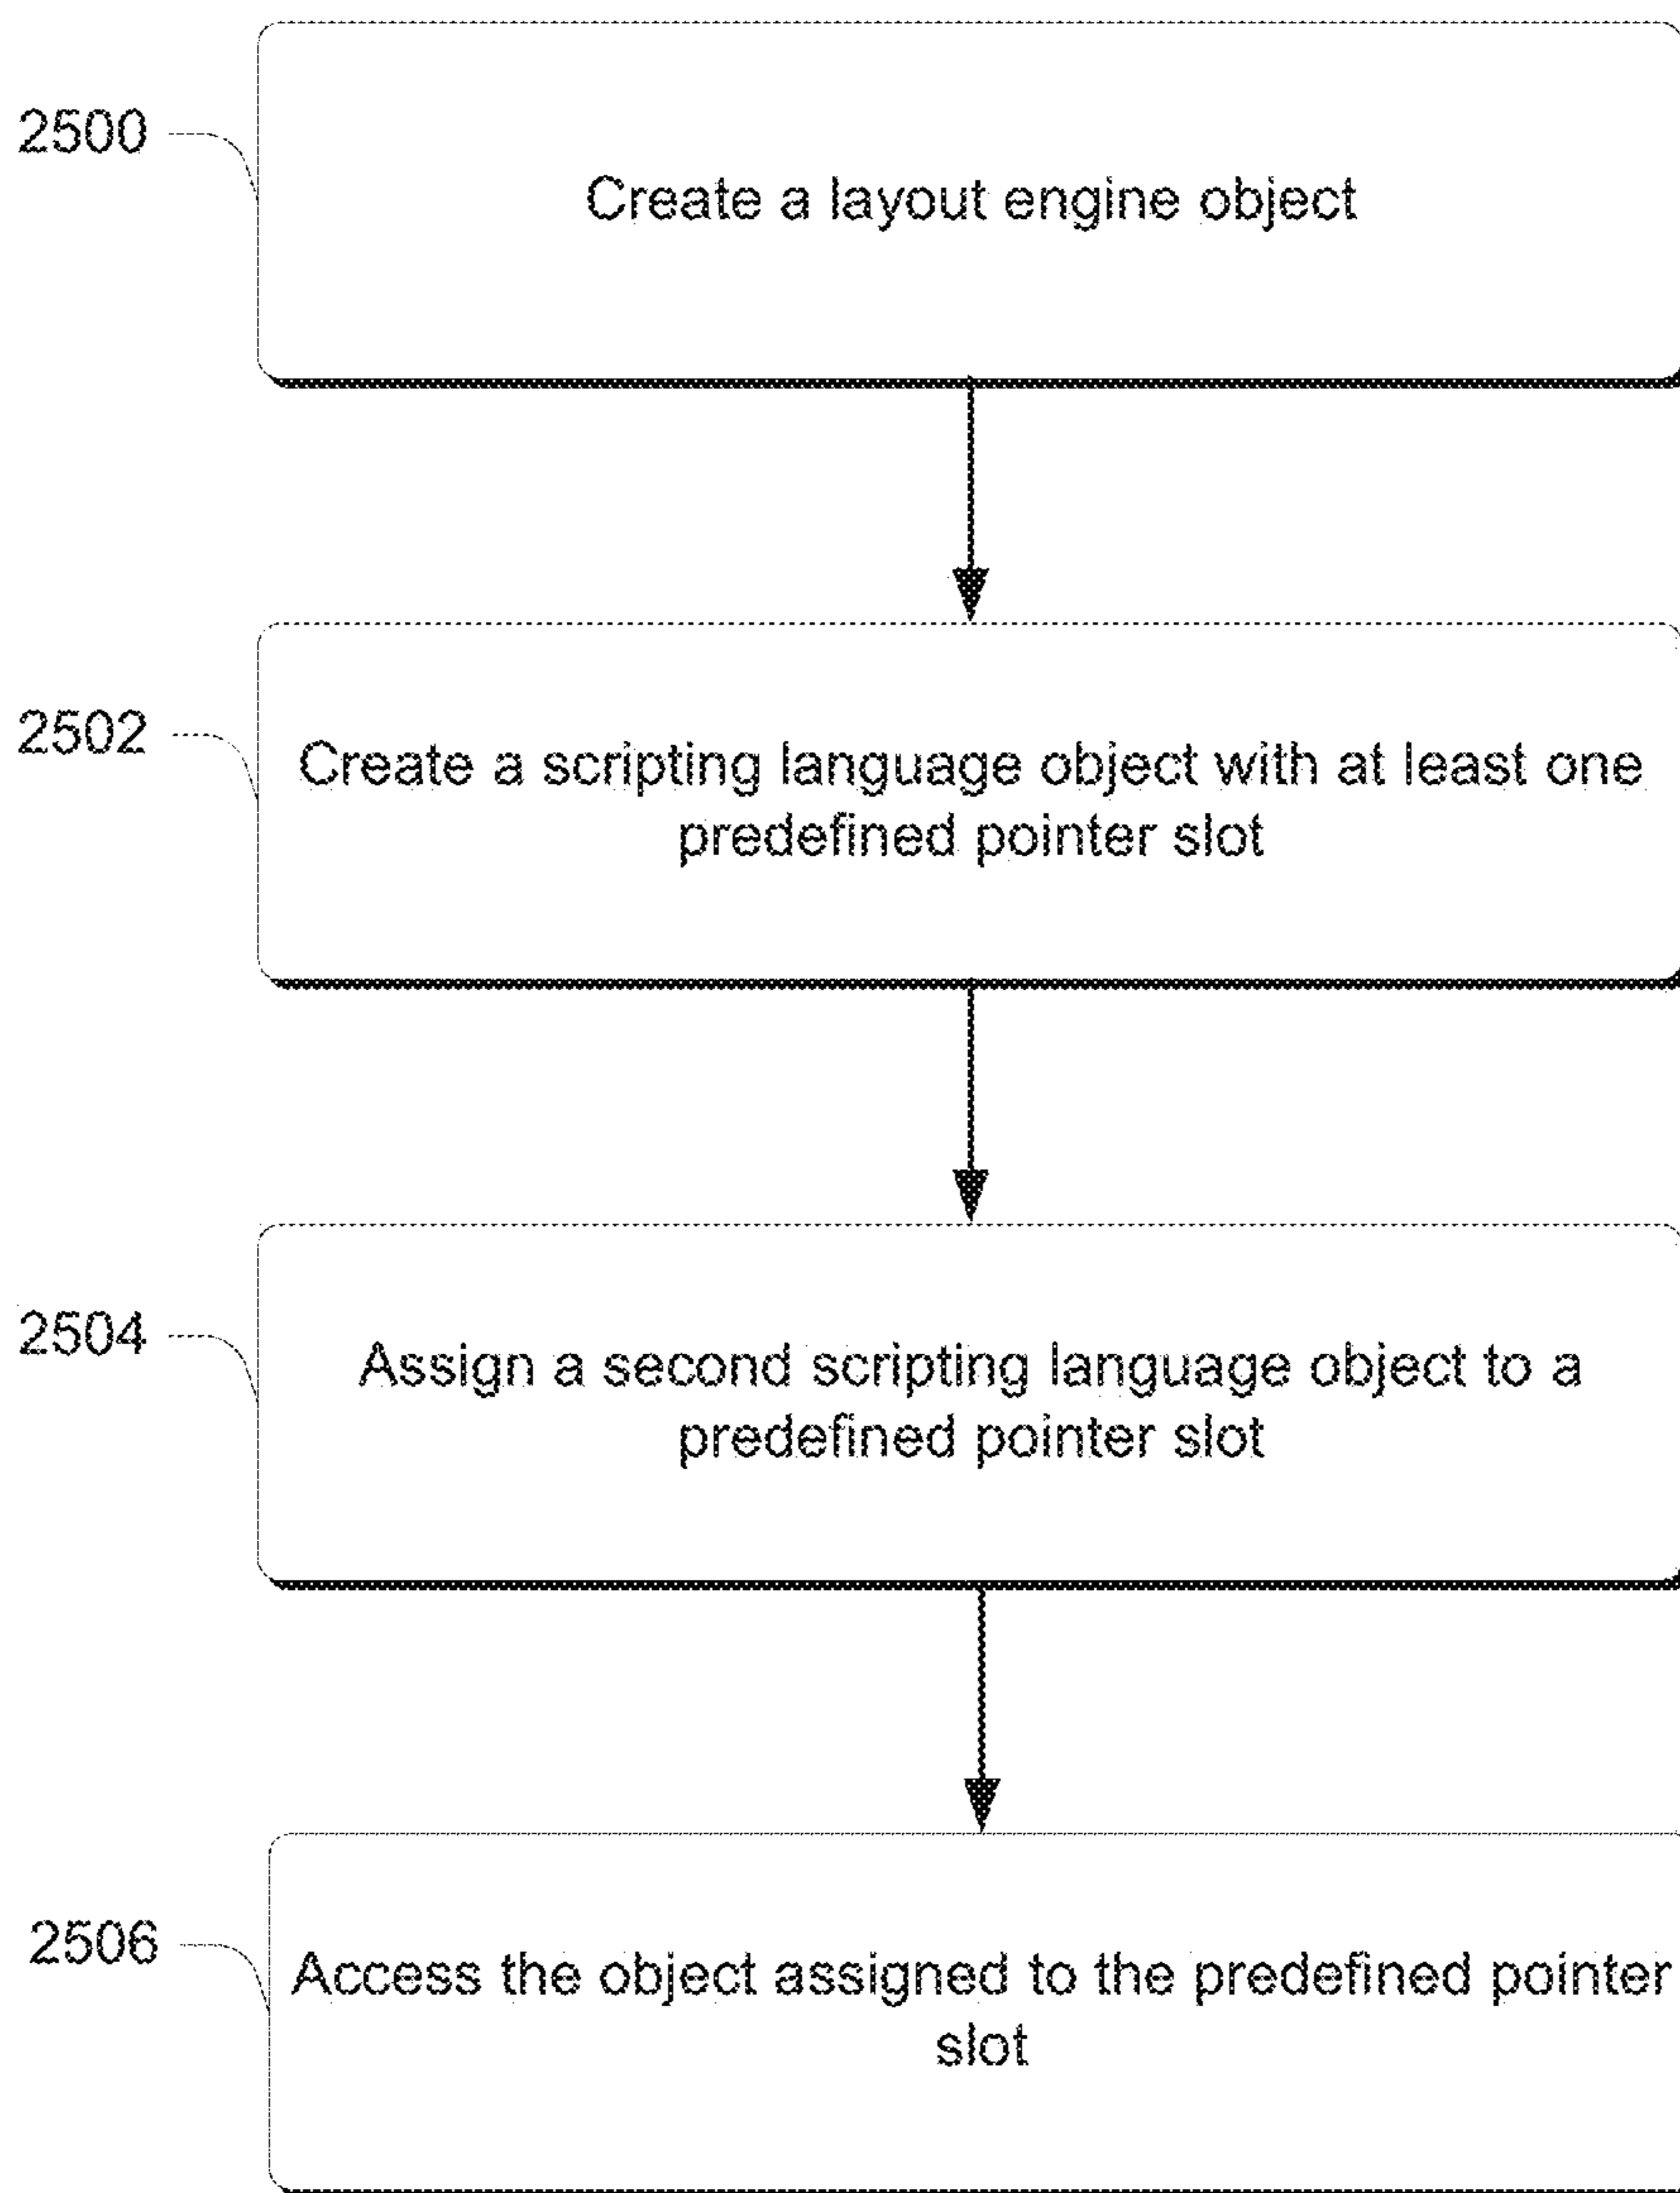 2500
Create a layout engine object
2502
Create a scripting language object with at least one
predefined pointer slot
2504
Assign a second scripting language object to a
predefined pointer slot
2506
Access the object assigned to the predefined pointer
slot